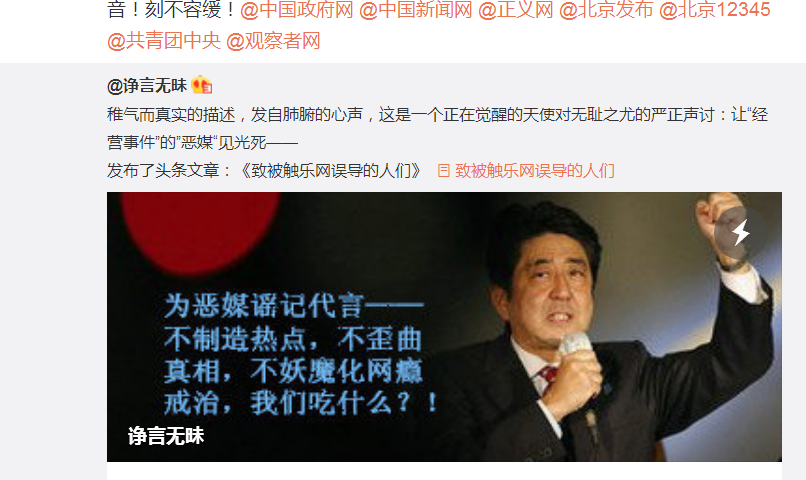 音！刻不容缓！@中国政府网 @中国新闻网 @正义网 @北京发布 @北京12345
@共青团中央 @观察者网
@诤言无昧
稚气而真实的描述，发自肺腑的心声，这是一个正在觉醒的天使对无耻之尤的严正声讨：让“经
营事件”的”恶媒“见光死——
发布了头条文章：《致被触乐网误导的人们》 致被触乐网误导的人们
为恶媒谣记代言——
不制造热点，不歪曲
真相，不妖魔化网瘾
戒治，我们吃什么？！
诤言无昧